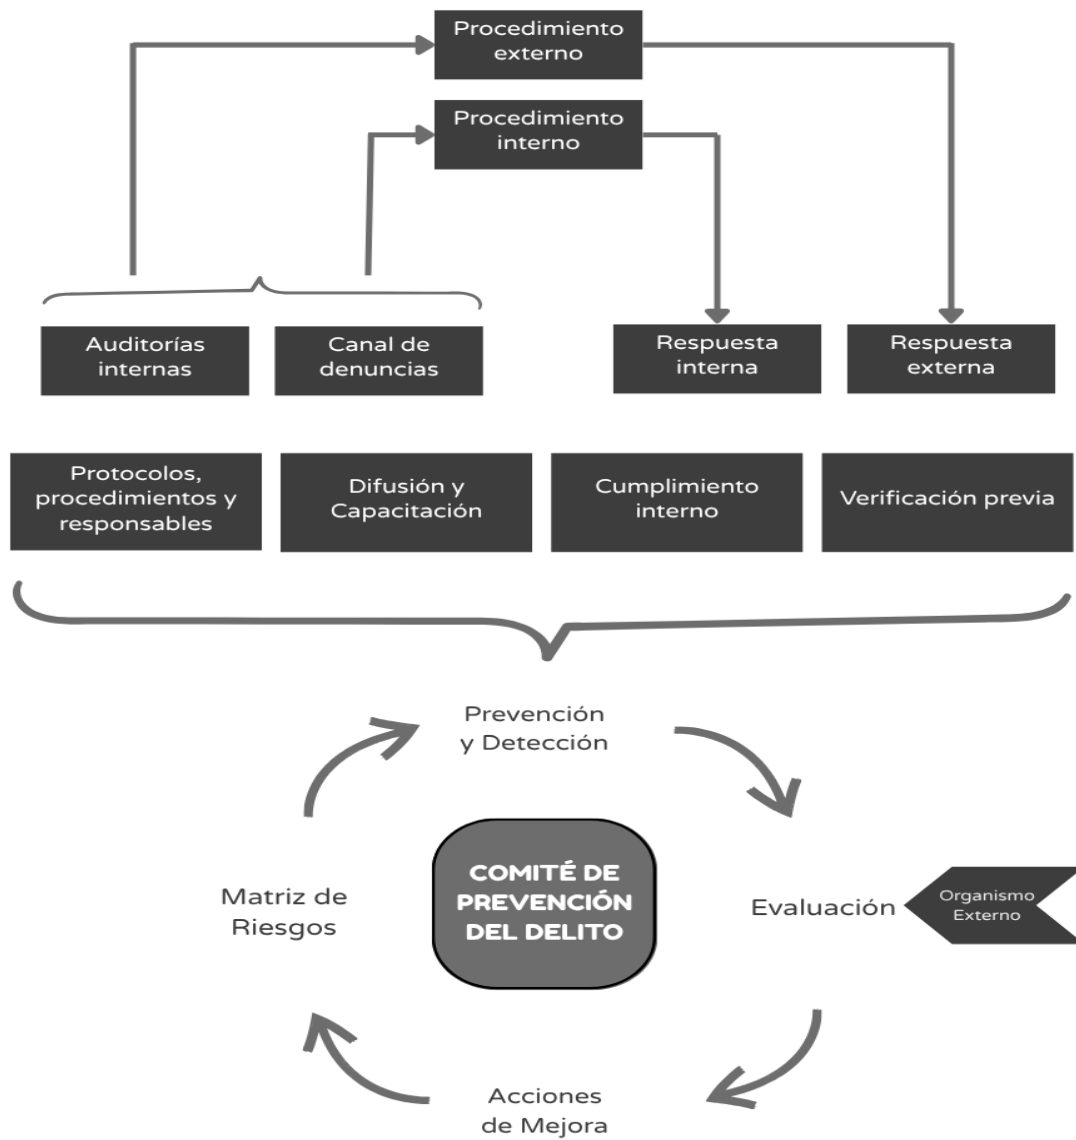 Procedimiento
externo
Procedimiento
interno
Auditorías
internas
Canal de
denuncias
Respuesta
interna
Respuesta
externa
Protocolos,
procedimientos y
responsables
Difusión y
Capacitación
Cumplimiento
interno
Verificación previa
Prevención
y Detección
Matriz de
Riesgos
COMITÉ DE
PREVENCIÓN
DEL DELITO
Evaluación
Organismo
Externo
Acciones
de Mejora